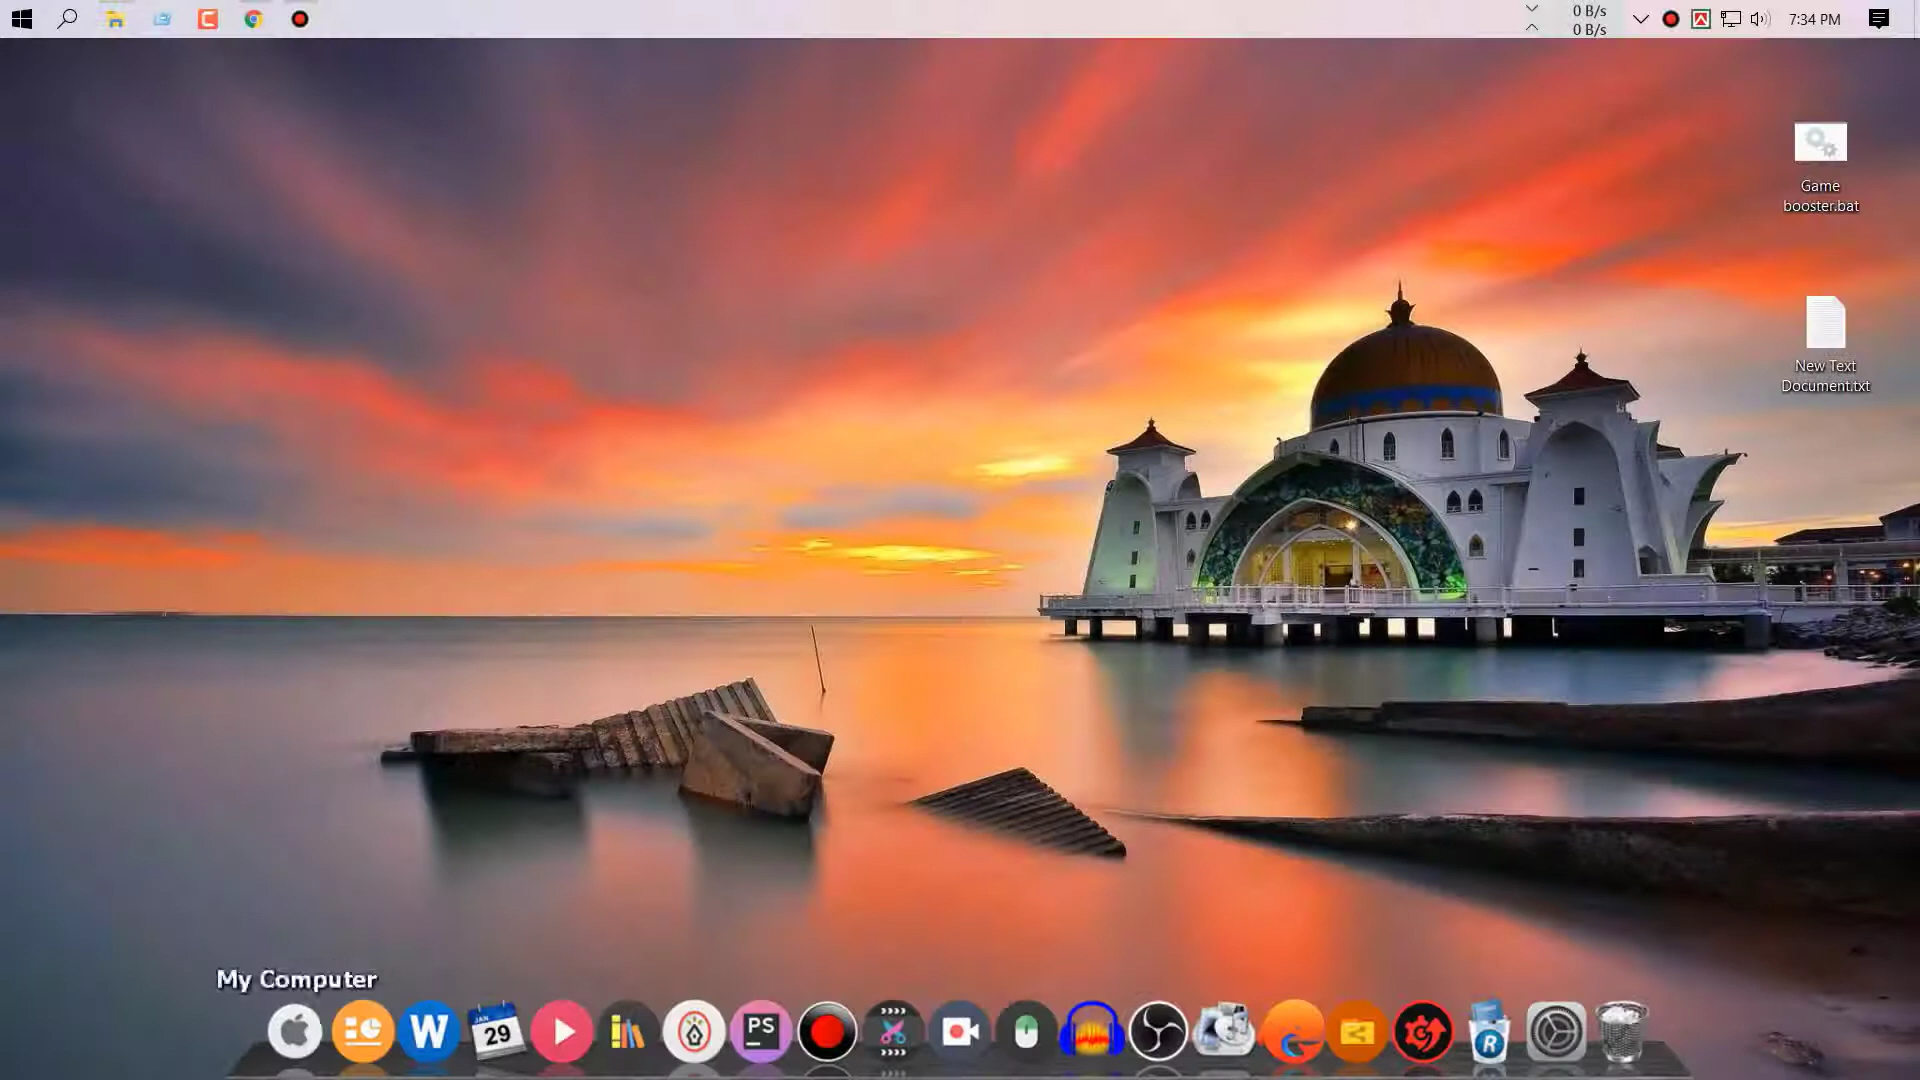 0 B/s
0 B/s
7:34 PM
Game
booster.bat
New Text
Document.txt
My Computer
W
JAN
29
PS
R